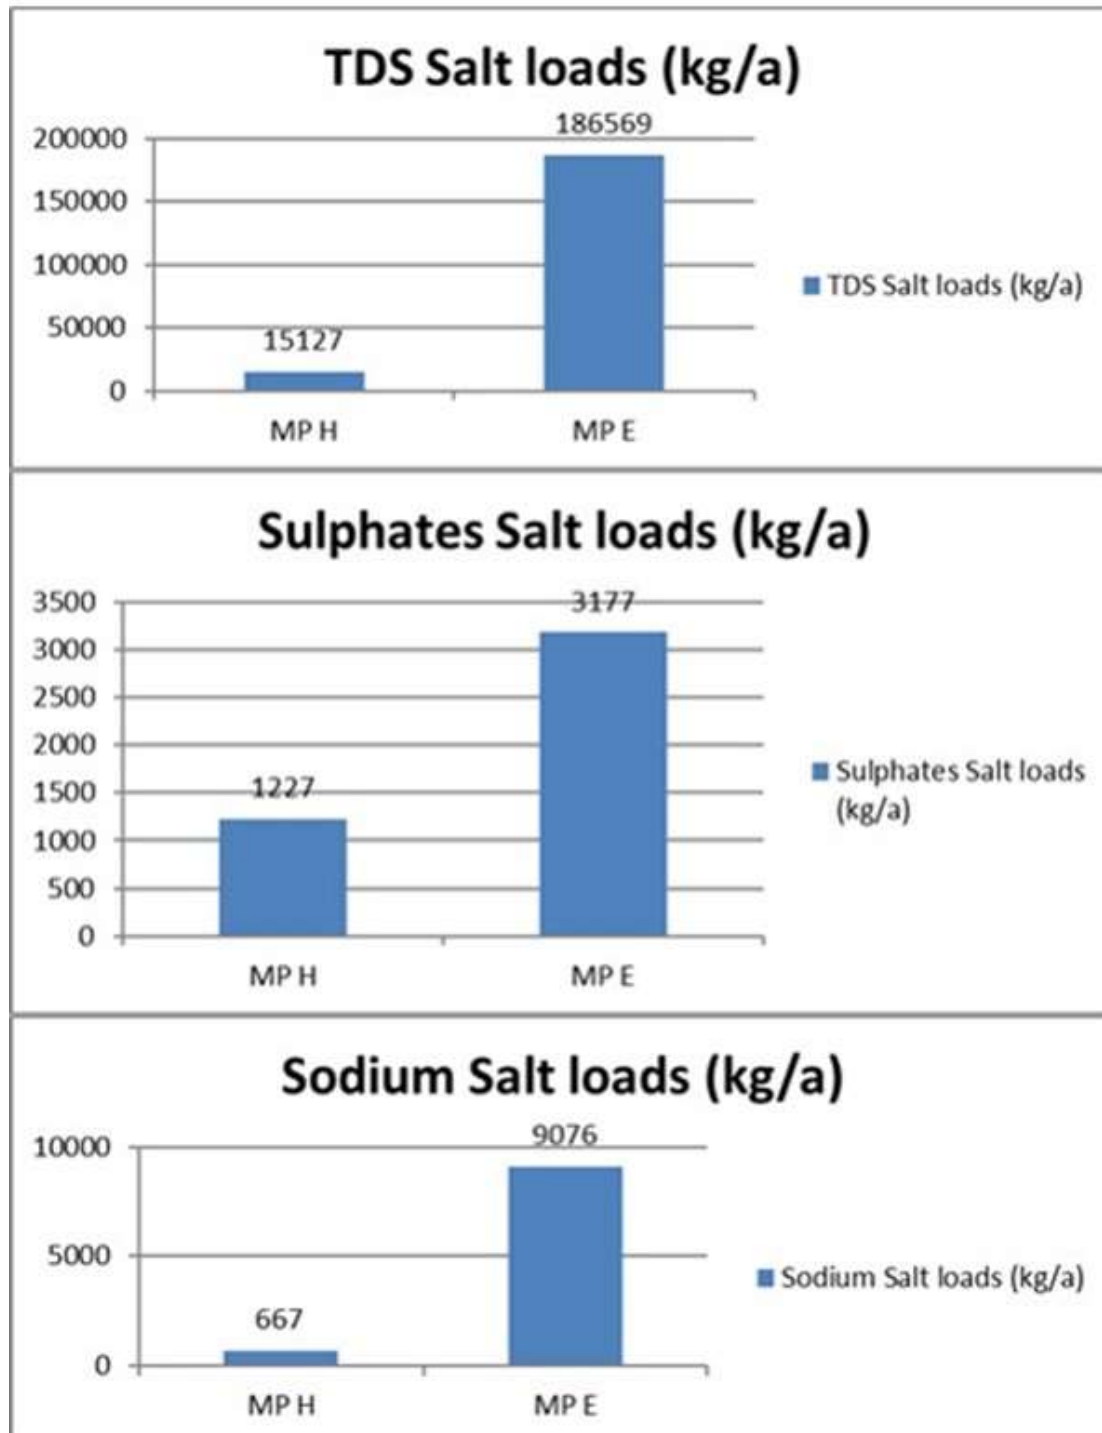 TDS Salt loads (kg/a)
186569
200000
150000
100000
50000
0
15127
MP H
MP E
TDS Salt loads (kg/a)
Sulphates Salt loads (kg/a)
3500
3000
2500
2000
1500
1000
500
0
3177
1227
MP H
MP E
Sulphates Salt loads
(kg/a)
Sodium Salt loads (kg/a)
10000
5000
0
9076
667
MP H
MP E
Sodium Salt loads (kg/a)